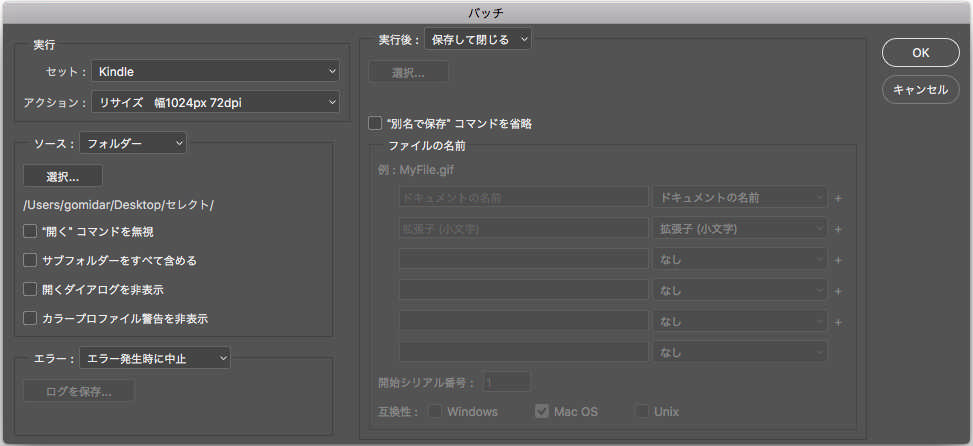 バッチ
実行
セット： Kindle
アクション： リサイズ　幅1024px 72dpi
ソース： フォルダー
選択...
/Users/gomidar/Desktop/セレクト/
"開く" コマンドを無視
サブフォルダーをすべて含める
開くダイアログを非表示
カラープロファイル警告を非表示
エラー： エラー発生時に中止
ログを保存...
実行後： 保存して閉じる
選択...
"別名で保存" コマンドを省略
ファイルの名前
例 : MyFile.gif
ドキュメントの名前 ドキュメントの名前 +
拡張子 (小文字) 拡張子 (小文字) +
なし +
なし +
なし +
なし
開始シリアル番号： 1
互換性： Windows Mac OS Unix
OK
キャンセル